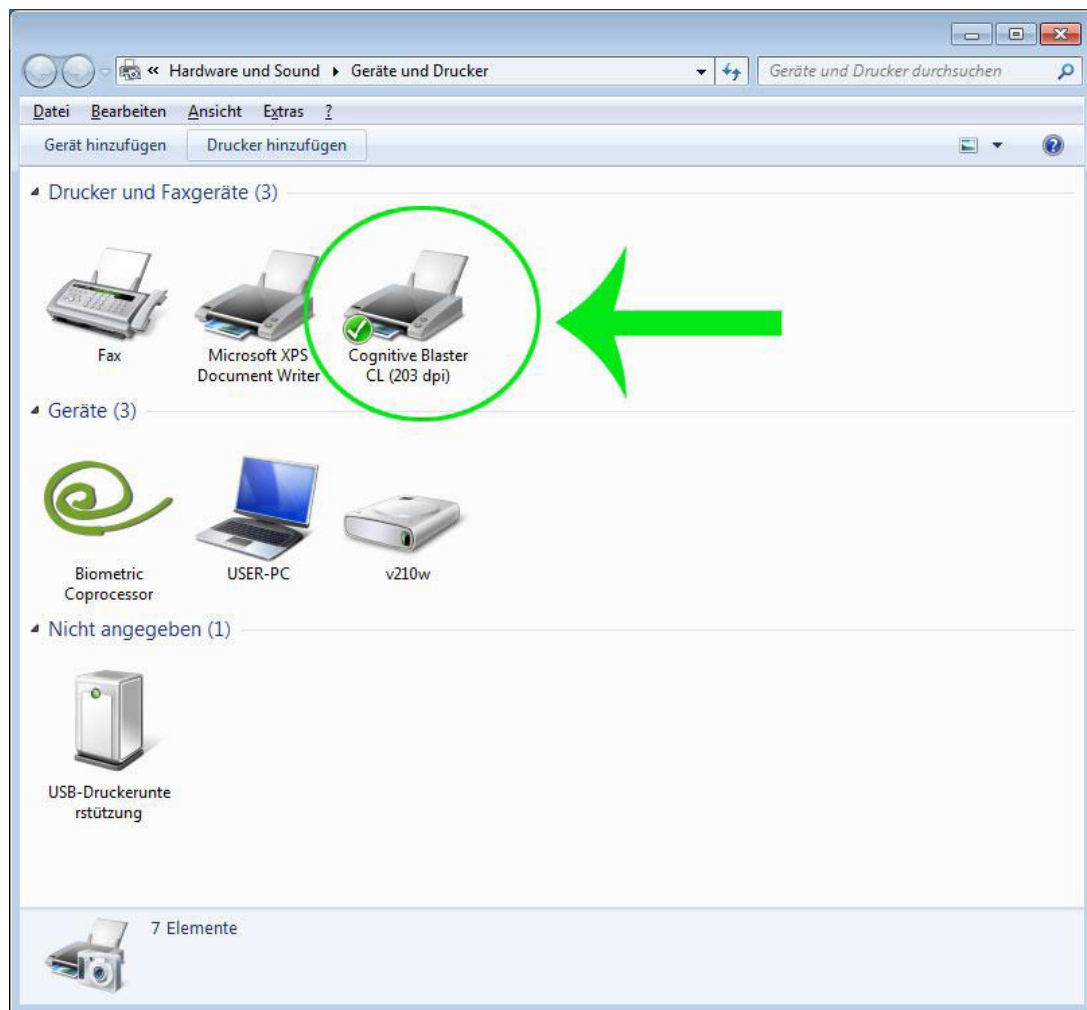 « Hardware und Sound ▸ Geräte und Drucker
Geräte und Drucker durchsuchen
Datei Bearbeiten Ansicht Extras ?
Gerät hinzufügen Drucker hinzufügen
Drucker und Faxgeräte (3)
Fax
Microsoft XPS
Document Writer
Cognitive Blaster
CL (203 dpi)
Geräte (3)
Biometric
Coprocessor
USER-PC
v210w
Nicht angegeben (1)
USB-Druckerunte
rstützung
7 Elemente